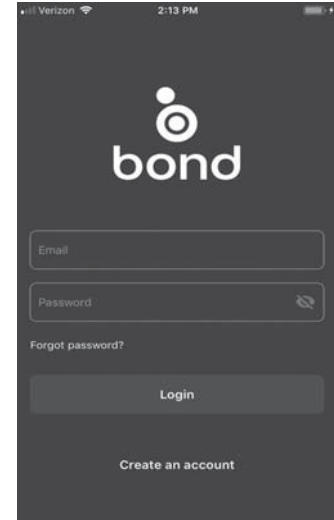 Verizon 2:13 PM
bond
Email
Password
Forgot password?
Login
Create an account